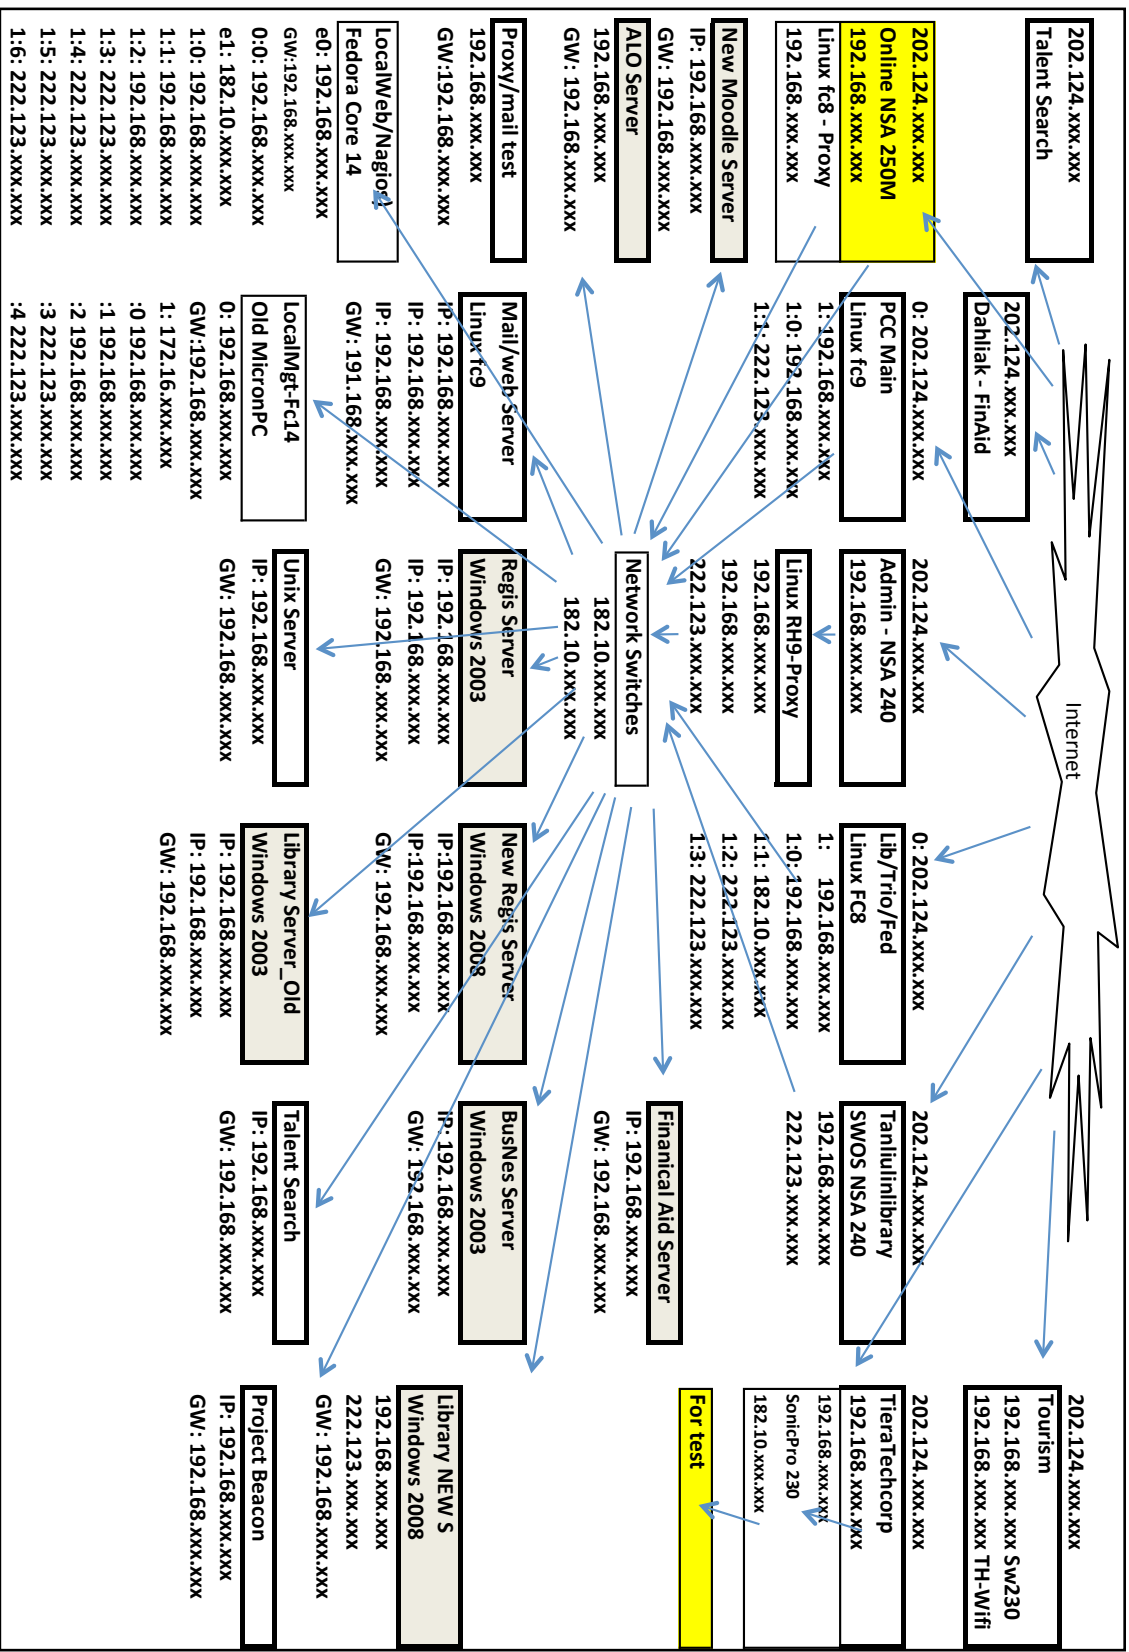 202.124.xxx.xxx
Talent Search
202.124.xxx.xxx
Dahliak - FinAid
Internet
202.124.xxx.xxx
Tourism
192.168.xxx.xxx Sw230
192.168.xxx.xxx TH-Wifi
202.124.xxx.xxx
Online NSA 250M
192.168.xxx.xxx
Linux fc8 - Proxy
192.168.xxx.xxx
0: 202.124.xxx.xxx
PCC Main
Linux fc9
1: 192.168.xxx.xxx
1:0: 192.168.xxx.xxx
1:1: 222.123.xxx.xxx
202.124.xxx.xxx
Admin - NSA 240
192.168.xxx.xxx
Linux RH9-Proxy
192.168.xxx.xxx
192.168.xxx.xxx
222.123.xxx.xxx
0: 202.124.xxx.xxx
Lib/Trio/Fed
Linux FC8
1: 192.168.xxx.xxx
1:0: 192.168.xxx.xxx
1:1: 182.10.xxx.xxx
1:2: 222.123.xxx.xxx
1:3: 222.123.xxx.xxx
202.124.xxx.xxx
Tanliulinlibrary
SWOS NSA 240
192.168.xxx.xxx
222.123.xxx.xxx
202.124.xxx.xxx
TieraTechcorp
192.168.xxx.xxx
192.168.xxx.xxx
SonicPro 230
182.10.xxx.xxx
For test
New Moodle Server
IP: 192.168.xxx.xxx
GW: 192.168.xxx.xxx
ALO Server
192.168.xxx.xxx
GW: 192.168.xxx.xxx
Network Switches
182.10.xxx.xxx
182.10.xxx.xxx
Finanical Aid Server
IP: 192.168.xxx.xxx
GW: 192.168.xxx.xxx
Proxy/mail test
192.168.xxx.xxx
GW:192.168.xxx.xxx
Mail/web Server
Linux fc9
IP: 192.168.xxx.xxx
IP: 192.168.xxx.xxx
IP: 192.168.xxx.xxx
GW: 191.168.xxx.xxx
Regis Server
Windows 2003
IP: 192.168.xxx.xxx
IP: 192.168.xxx.xxx
GW: 192.168.xxx.xxx
New Regis Server
Windows 2008
IP:192.168.xxx.xxx
IP:192.168.xxx.xxx
GW: 192.168.xxx.xxx
BusNes Server
Windows 2003
IP: 192.168.xxx.xxx
GW: 192.168.xxx.xxx
Library NEW S
Windows 2008
192.168.xxx.xxx
222.123.xxx.xxx
GW: 192.168.xxx.xxx
LocalWeb/Nagios)
Fedora Core 14
e0: 192.168.xxx.xxx
GW:192.168.xxx.xxx
0:0: 192.168.xxx.xxx
e1: 182.10.xxx.xxx
1:0: 192.168.xxx.xxx
1:1: 192.168.xxx.xxx
1:2: 192.168.xxx.xxx
1:3: 222.123.xxx.xxx
1:4: 222.123.xxx.xxx
1:5: 222.123.xxx.xxx
1:6: 222.123.xxx.xxx
LocalMgt-Fc14
Old MicronPC
0: 192.168.xxx.xxx
GW:192.168.xxx.xxx
1: 172.16.xxx.xxx
:0 192.168.xxx.xxx
:1 192.168.xxx.xxx
:2 192.168.xxx.xxx
:3 222.123.xxx.xxx
:4 222.123.xxx.xxx
Unix Server
IP: 192.168.xxx.xxx
GW: 192.168.xxx.xxx
Library Server_Old
Windows 2003
IP: 192.168.xxx.xxx
IP: 192.168.xxx.xxx
GW: 192.168.xxx.xxx
Talent Search
IP: 192.168.xxx.xxx
GW: 192.168.xxx.xxx
Project Beacon
IP: 192.168.xxx.xxx
GW: 192.168.xxx.xxx